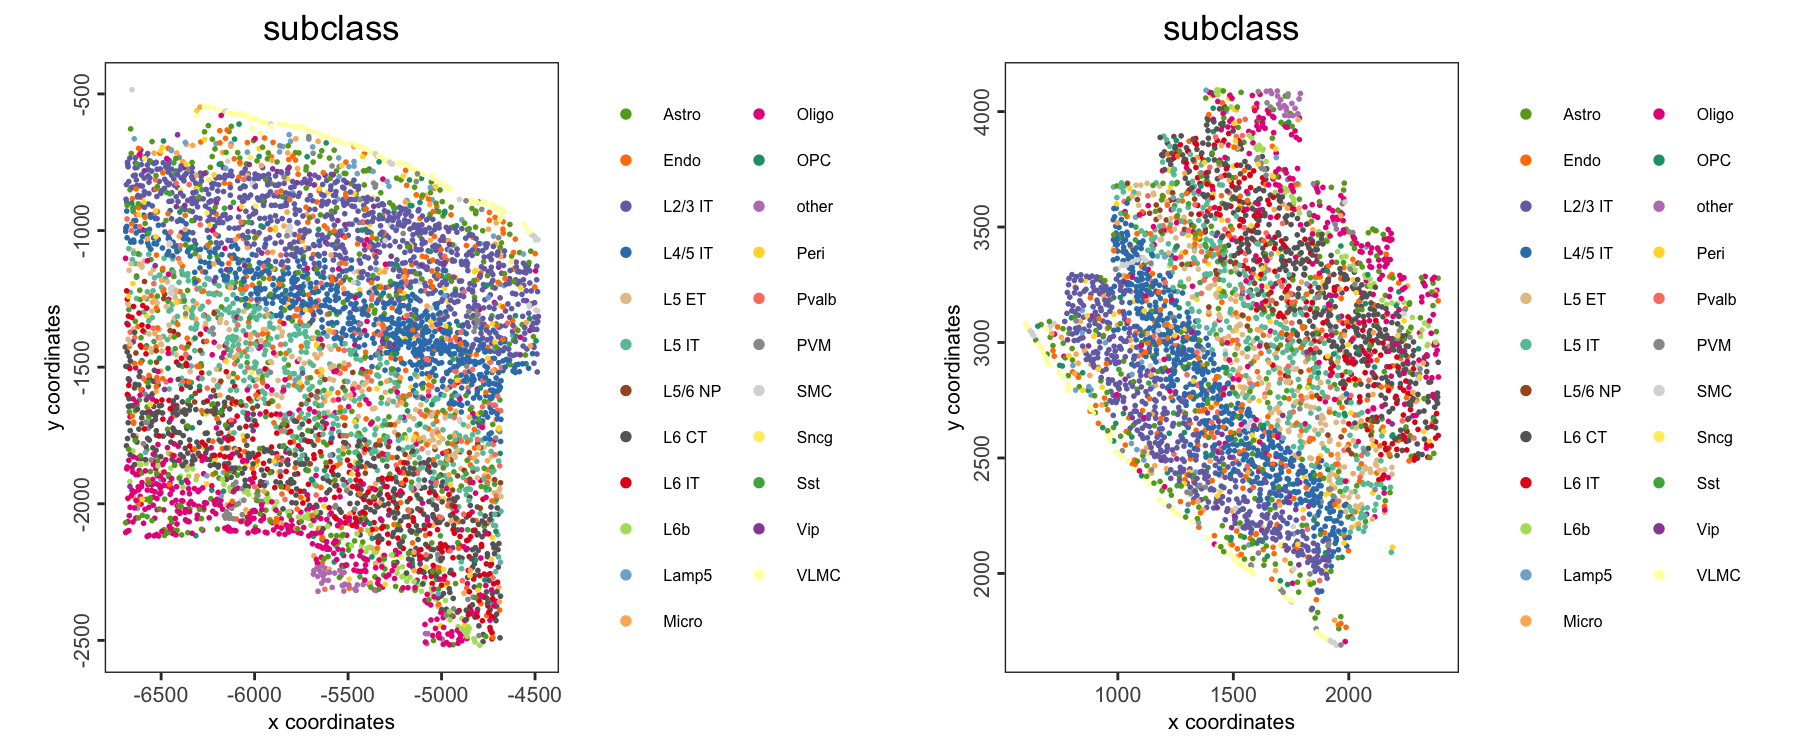 subclass
-500
-1000
-1500
-2000
-2500
y coordinates
-6500 -6000 -5500 -5000 -4500
x coordinates
Astro Oligo
Endo OPC
L2/3 IT other
L4/5 IT Peri
L5 ET Pvalb
L5 IT PVM
L5/6 NP SMC
L6 CT Sncg
L6 IT Sst
L6b Vip
Lamp5 VLMC
Micro
subclass
4000
3500
3000
2500
2000
y coordinates
1000 1500 2000
x coordinates
Astro Oligo
Endo OPC
L2/3 IT other
L4/5 IT Peri
L5 ET Pvalb
L5 IT PVM
L5/6 NP SMC
L6 CT Sncg
L6 IT Sst
L6b Vip
Lamp5 VLMC
Micro